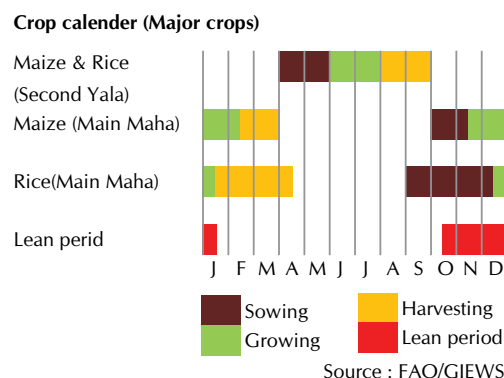 Crop calender (Major crops)
Maize & Rice
(Second Yala)
Maize (Main Maha)
Rice(Main Maha)
Lean perid
J F M A M J J A S O N D
Sowing
Harvesting
Growing
Lean period
Source : FAO/GIEWS